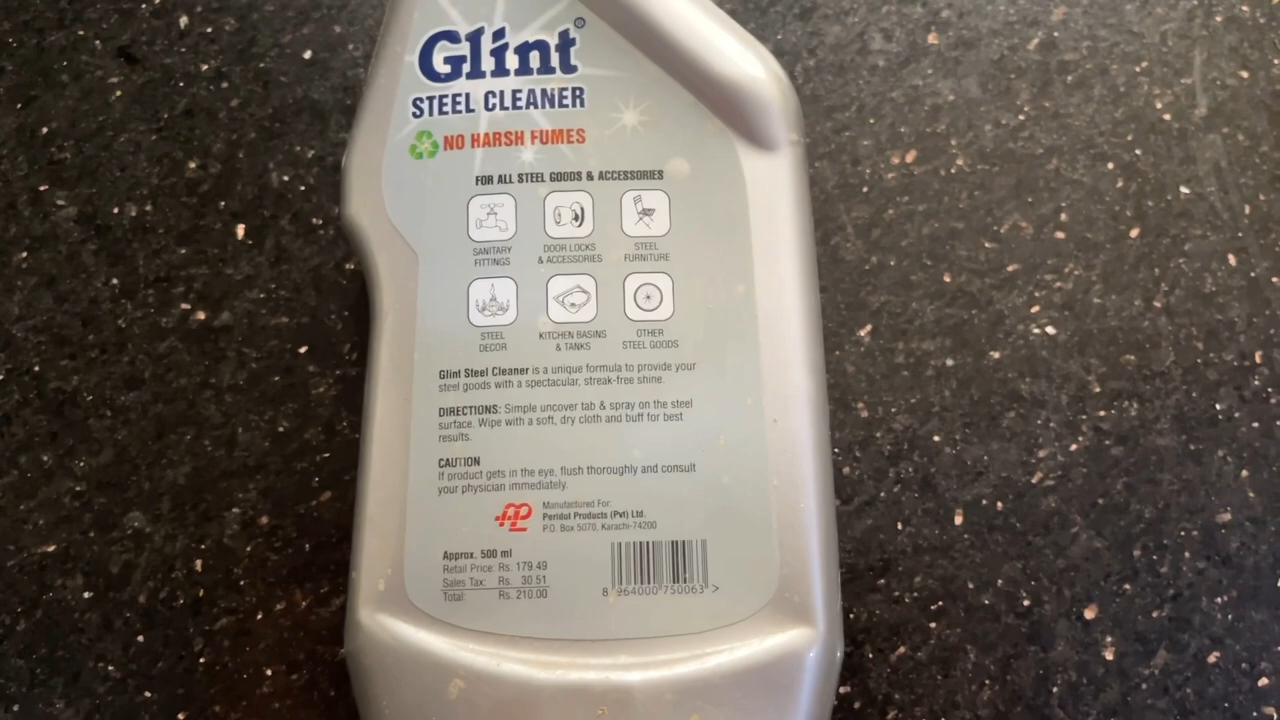 Glint®
STEEL CLEANER
NO HARSH FUMES
FOR ALL STEEL GOODS & ACCESSORIES
SANITARY
FITTINGS
DOOR LOCKS
& ACCESSORIES
STEEL
FURNITURE
STEEL
DECOR
KITCHEN BASINS
& TANKS
OTHER
STEEL GOODS
Glint Steel Cleaner is a unique formula to provide your
steel goods with a spectacular, streak-free shine.
DIRECTIONS: Simple uncover tab & spray on the steel
surface. Wipe with a soft, dry cloth and buff for best
results.
CAUTION
If product gets in the eye, flush thoroughly and consult
your physician immediately.
Manufactured For:
Peridot Products (Pvt) Ltd.
P.O. Box 5070, Karachi-74200
Approx. 500 ml
Retail Price: Rs. 179.49
Sales Tax: Rs. 30.51
Total: Rs. 210.00
8 964000 750063 >